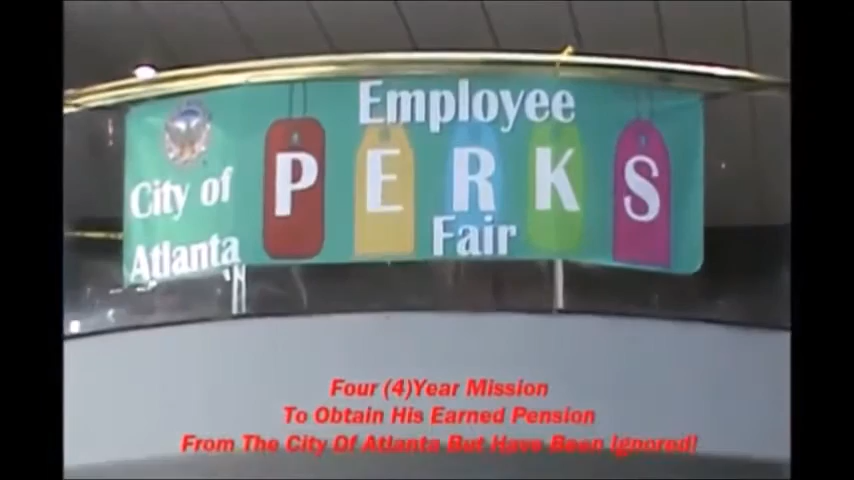 Employee
PERKS
Fair
City of
Atlanta
Four (4)Year Mission
To Obtain His Earned Pension
From The City Of Atlanta But Have Been Ignored!